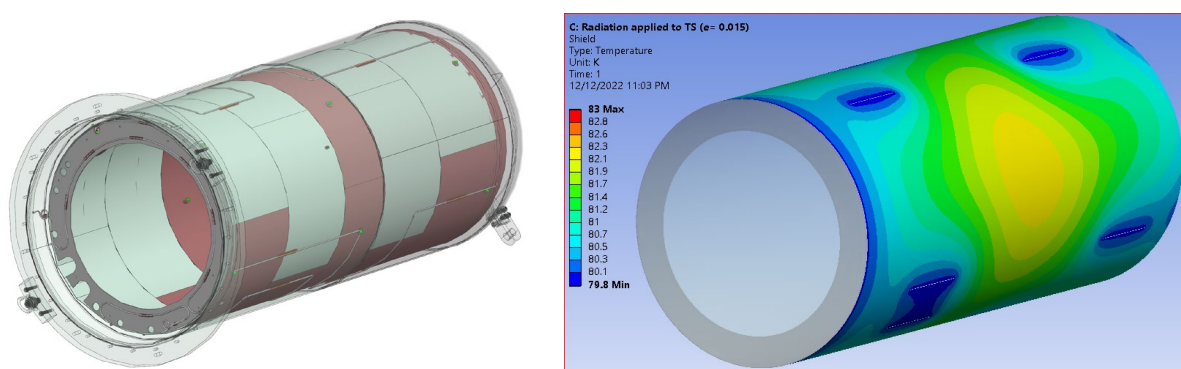 C: Radiation applied to TS (e= 0.015)
Shield
Type: Temperature
Unit: K
Time: 1
12/12/2022 11:03 PM
83 Max
82.8
82.6
82.3
82.1
81.9
81.7
81.4
81.2
81
80.7
80.5
80.3
80.1
79.8 Min